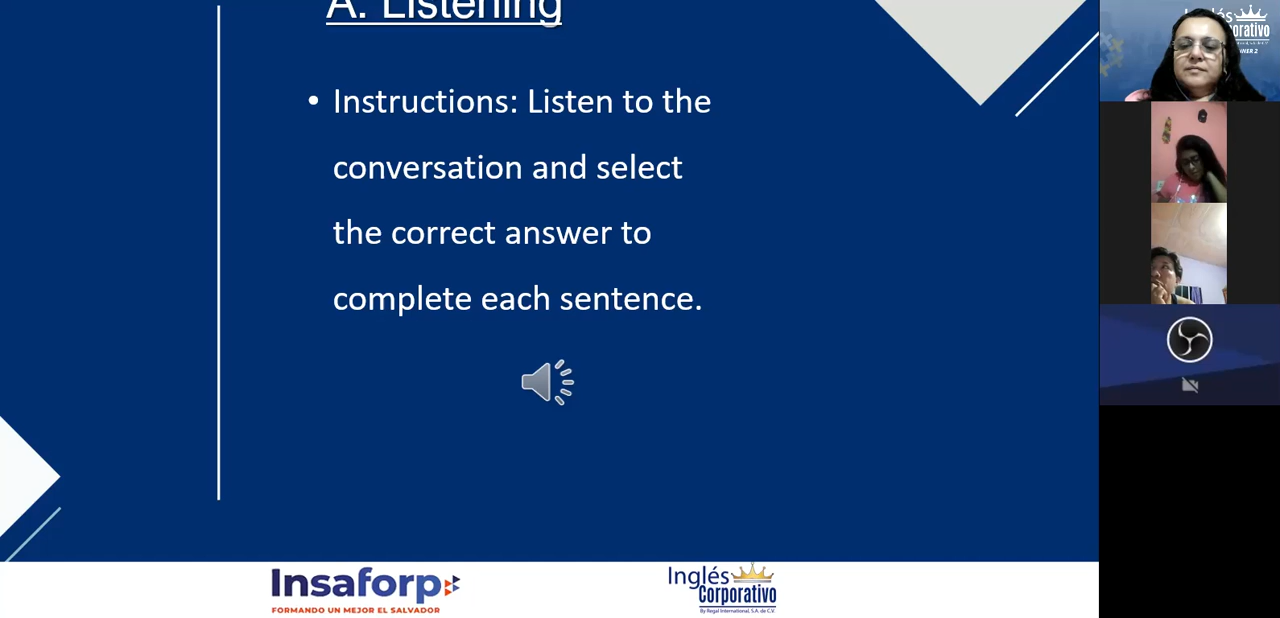 A. Listening
• Instructions: Listen to the
conversation and select
the correct answer to
complete each sentence.
Insaforp
FORMANDO UN MEJOR EL SALVADOR
Inglés
Corporativo
By Regal International, S.A. de C.V.